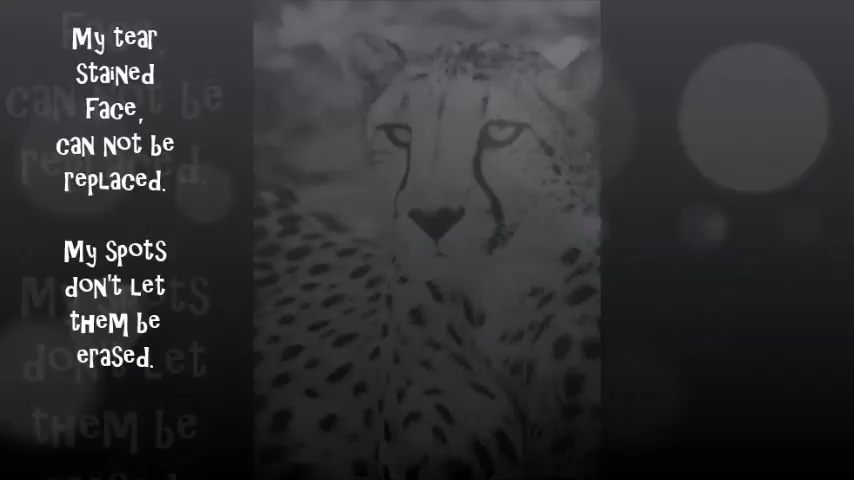 My tear
stained
Face,
can not be
replaced.
My spots
don't let
them be
erased.